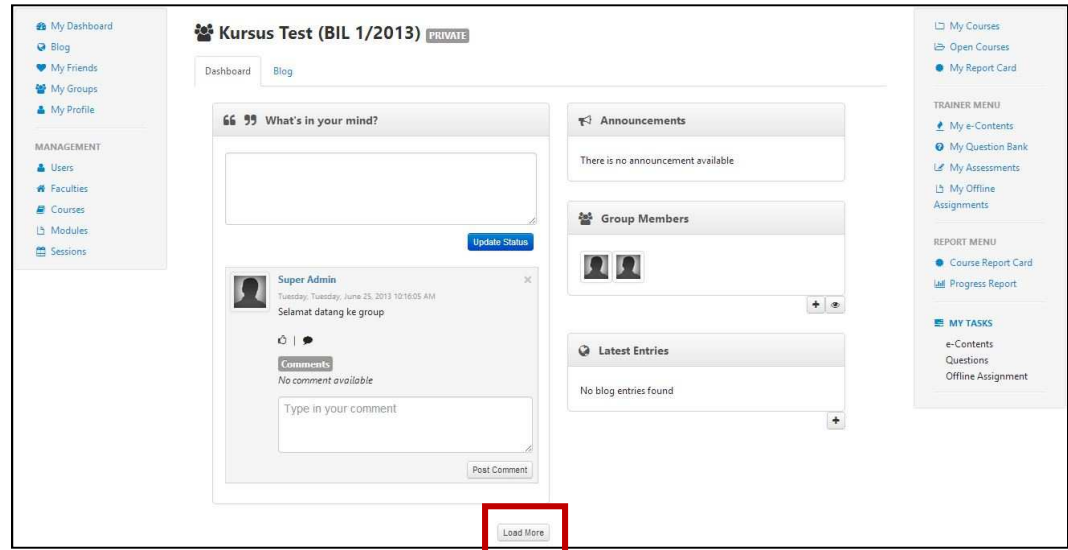 My Dashboard
Blog
My Friends
My Groups
My Profile
MANAGEMENT
Users
Faculties
Courses
Modules
Sessions
Kursus Test (BIL 1/2013) PRIVATE
Dashboard Blog
What's in your mind?
Update Status
Super Admin
Tuesday, Tuesday, June 25, 2013 10:16:05 AM
Selamat datang ke group
|
Comments
No comment available
Type in your comment
Post Comment
Load More
Announcements
There is no announcement available
Group Members
Latest Entries
No blog entries found
My Courses
Open Courses
My Report Card
TRAINER MENU
My e-Contents
My Question Bank
My Assessments
My Offline
Assignments
REPORT MENU
Course Report Card
Progress Report
MY TASKS
e-Contents
Questions
Offline Assignment